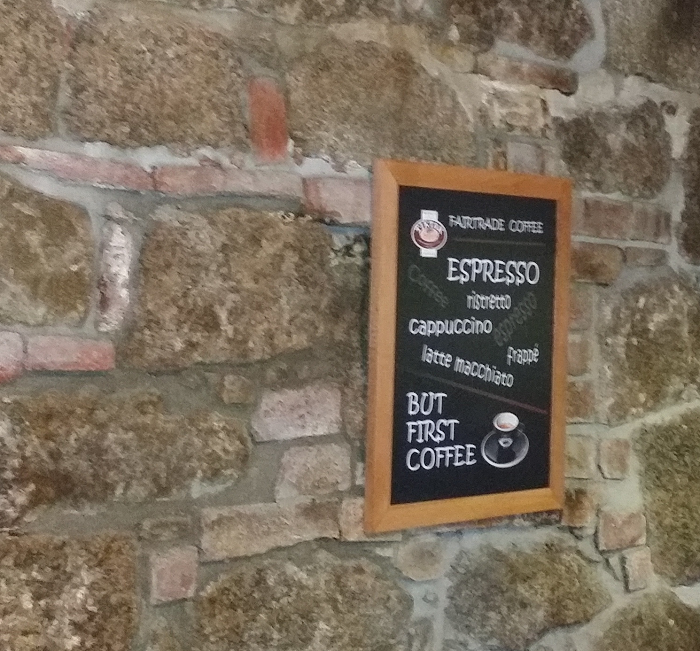 FAIRTRADE COFFEE
ESPRESSO
Coffee
ristretto
espresso
cappuccino
frappé
latte macchiato
BUT
FIRST
COFFEE